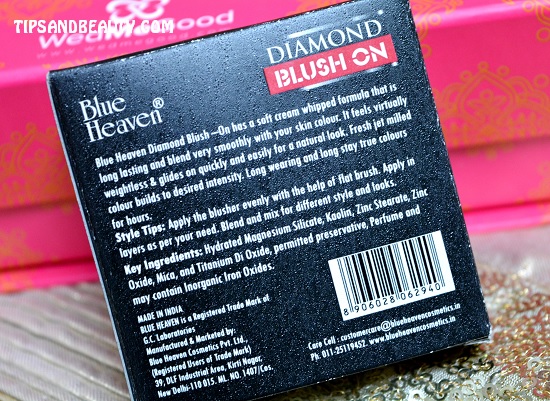 TIPSANDBEAUTY.COM
DIAMOND
BLUSH ON
Blue
Heaven®
Blue Heaven Diamond Blush –On has a soft cream whipped formula that is
long lasting and blend very smoothly with your skin colour. It feels virtually
weightless & glides on quickly and easily for a natural look. Fresh jet milled
colour builds to desired intensity. Long wearing and long stay true colours
for hours.
Style Tips: Apply the blusher evenly with the help of flat brush. Apply in
layers as per your need. Blend and mix for different style and looks.
Key Ingredients: Hydrated Magnesium Silicate, Kaolin, Zinc Stearate, Zinc
Oxide, Mica, and Titanium Di Oxide, permitted preservative, Perfume and
may contain Inorganic Iron Oxides.
MADE IN INDIA
BLUE HEAVEN is a Registered Trade Mark of
G.C. Laboratories
Manufactured & Marketed by:
Blue Heaven Cosmetics Pvt. Ltd.,
(Registered Users of Trade Mark)
39, DLF Industrial Area, Kirti Nagar,
New Delhi-110 015. ML. NO. 1407/Cos.
8906028062940
Care Cell : customercare@blueheavencosmetics.in
Ph. 011-25119452. www.blueheavencosmetics.in